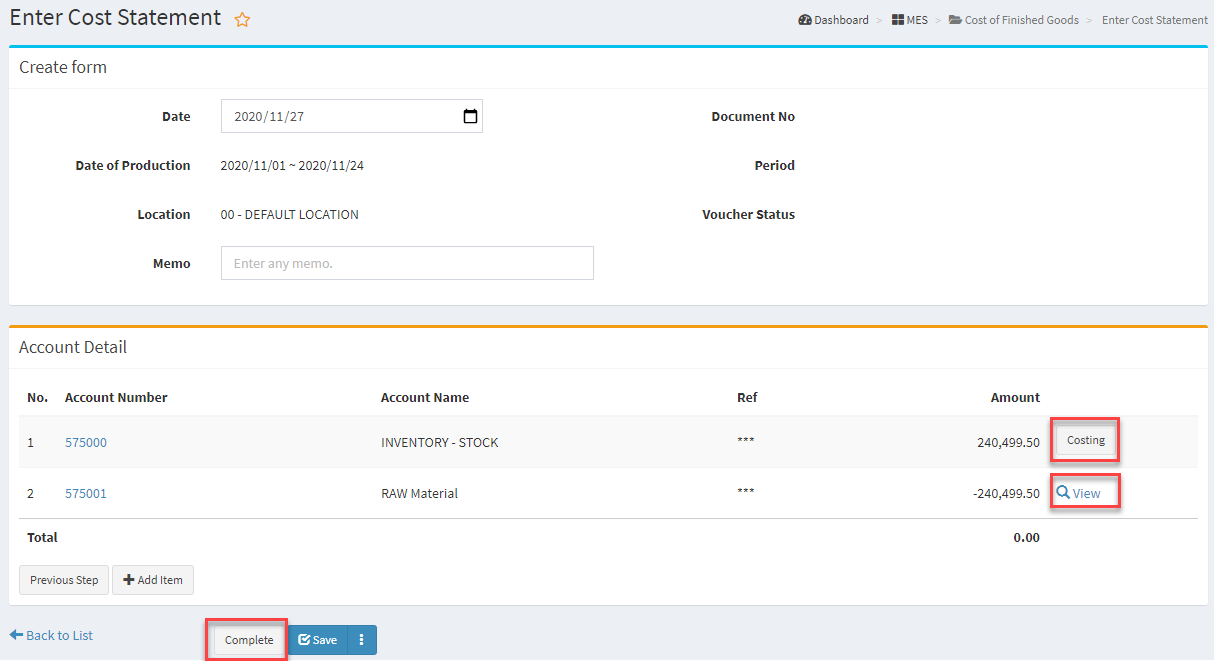 Enter Cost Statement
Dashboard > MES > Cost of Finished Goods > Enter Cost Statement
Create form
Date 2020/11/27 Document No
Date of Production 2020/11/01 ~ 2020/11/24 Period
Location 00 - DEFAULT LOCATION Voucher Status
Memo Enter any memo.
Account Detail
No. Account Number Account Name Ref Amount
1 575000 INVENTORY - STOCK *** 240,499.50 Costing
2 575001 RAW Material *** -240,499.50 View
Total 0.00
Previous Step Add Item
Back to List Complete Save